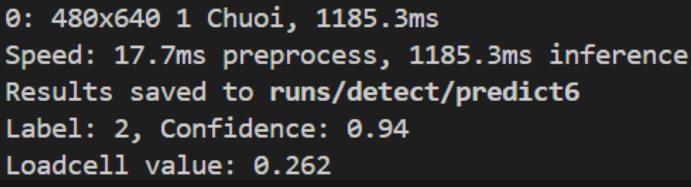 0: 480x640 1 Chuoi, 1185.3ms
Speed: 17.7ms preprocess, 1185.3ms inference
Results saved to runs/detect/predict6
Label: 2, Confidence: 0.94
Loadcell value: 0.262